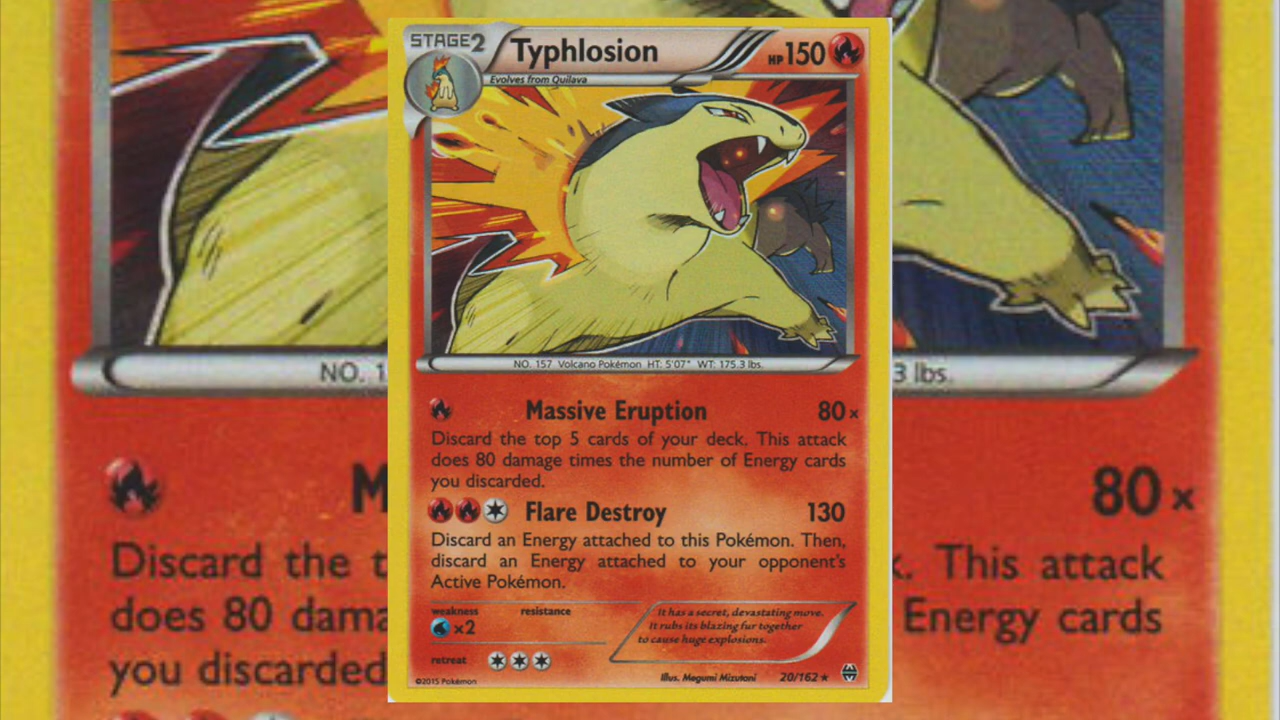 STAGE2
Typhlosion
HP150
Evolves from Quilava
NO. 157 Volcano Pokémon HT: 5'07" WT: 175.3 lbs.
Massive Eruption 80×
Discard the top 5 cards of your deck. This attack
does 80 damage times the number of Energy cards
you discarded.
Flare Destroy 130
Discard an Energy attached to this Pokémon. Then,
discard an Energy attached to your opponent's
Active Pokémon.
weakness resistance
×2
It has a secret, devastating move.
It rubs its blazing fur together
to cause huge explosions.
retreat
©2015 Pokémon
Illus. Megumi Mizutani
20/162 ★
NO. 1
3 lbs.
M
80 ×
Discard the t
. This attack
does 80 dama
Energy cards
you discarded